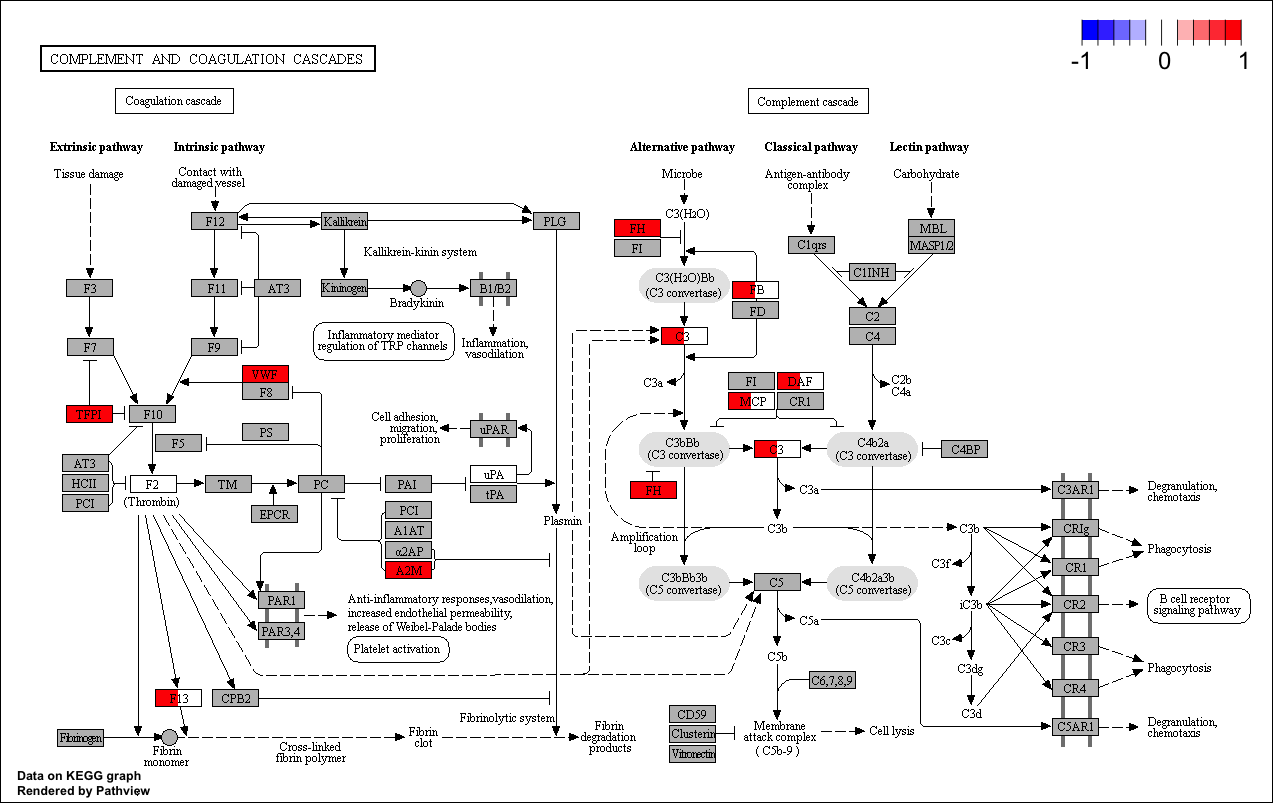 -1 0 1
COMPLEMENT AND COAGULATION CASCADES
Coagulation cascade
Complement cascade
Extrinsic pathway
Intrinsic pathway
Alternative pathway
Classical pathway
Lectin pathway
Tissue damage
Contact with
damaged vessel
Microbe
Antigen-antibody
complex
Carbohydrate
F12
Kallikrein
PLG
C3(H2O)
FH
FI
C1qrs
MBL
MASP1/2
Kallikrein-kinin system
C1INH
F3
F11
AT3
Kininogen
Bradykinin
B1/B2
C3(H2O)Bb
(C3 convertase)
FB
FD
C2
C4
Inflammatory mediator
regulation of TRP channels
Inflammation,
vasodilation
F7
F9
C3
VWF
F8
C3a
FI
DAF
MCP
CR1
C2b
C4a
TFPI
F10
F5
PS
Cell adhesion,
migration,
proliferation
uPAR
C3bBb
(C3 convertase)
C3
C4b2a
(C3 convertase)
C4BP
AT3
HCII
PCI
F2
(Thrombin)
TM
EPCR
PC
PAI
uPA
tPA
FH
C3a
C3AR1
Degranulation,
chemotaxis
PCI
A1AT
α2AP
A2M
Plasmin
Amplification
loop
C3b
C3b
CRIg
Phagocytosis
C3f
CR1
C3bBb3b
(C5 convertase)
C5
C4b2a3b
(C5 convertase)
PAR1
PAR3,4
Anti-inflammatory responses,vasodilation,
increased endothelial permeability,
release of Weibel-Palade bodies
Platelet activation
iC3b
CR2
B cell receptor
signaling pathway
C5a
C3c
CR3
C5b
C3dg
Phagocytosis
C6,7,8,9
CR4
C3d
F13
CPB2
Fibrinolytic system
CD59
Clusterin
Vitronectin
Membrane
attack complex
( C5b-9 )
Cell lysis
C5AR1
Degranulation,
chemotaxis
Fibrinogen
Fibrin
monomer
Cross-linked
fibrin polymer
Fibrin
clot
Fibrin
degradation
products
Data on KEGG graph
Rendered by Pathview